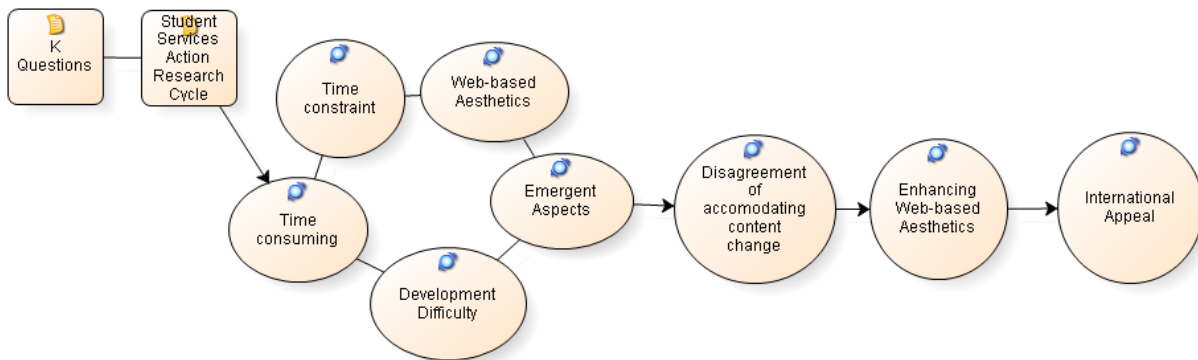 K
Questions
Student
Services
Action
Research
Cycle
Time
constraint
Web-based
Aesthetics
Time
consuming
Emergent
Aspects
Development
Difficulty
Disagreement
of
accomodating
content
change
Enhancing
Web-based
Aesthetics
International
Appeal